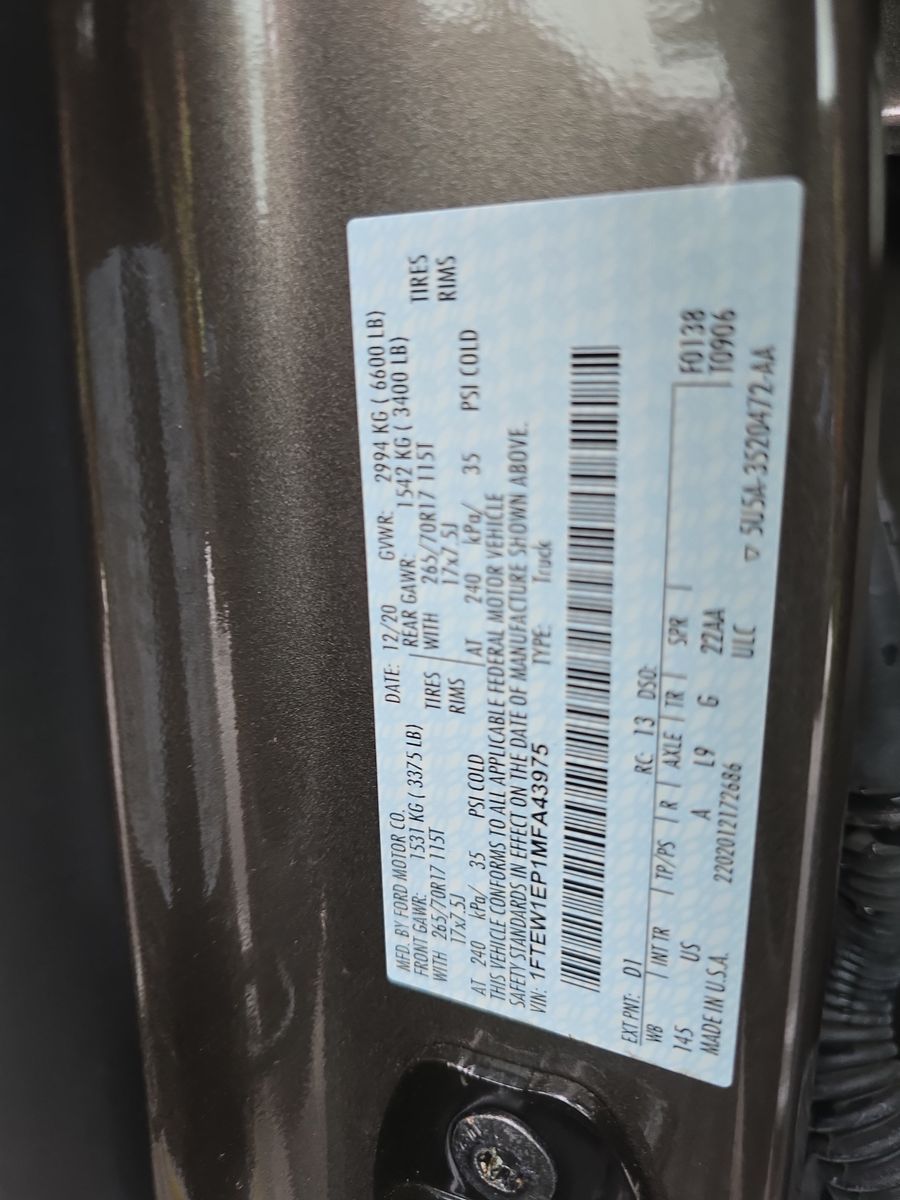 MFD. BY FORD MOTOR CO. DATE: 12/20 GVWR: 2994 KG ( 6600 LB)
FRONT GAWR: 1531 KG ( 3375 LB) REAR GAWR: 1542 KG ( 3400 LB)
WITH 265/70R17 115T TIRES WITH 265/70R17 115T TIRES
17x7.5J RIMS 17x7.5J RIMS
AT 240 kPa/ 35 PSI COLD AT 240 kPa/ 35 PSI COLD
THIS VEHICLE CONFORMS TO ALL APPLICABLE FEDERAL MOTOR VEHICLE
SAFETY STANDARDS IN EFFECT ON THE DATE OF MANUFACTURE SHOWN ABOVE.
VIN: 1FTEW1EP1MFA43975 TYPE: Truck
EXT PNT: D1 RC: 13 DSO: F0138
WB INT TR TP/PS R AXLE TR SPR T0906
145 US A L9 G 22AA
MADE IN U.S.A. 2202012172686 ULC ▽ 5U5A-3520472-AA